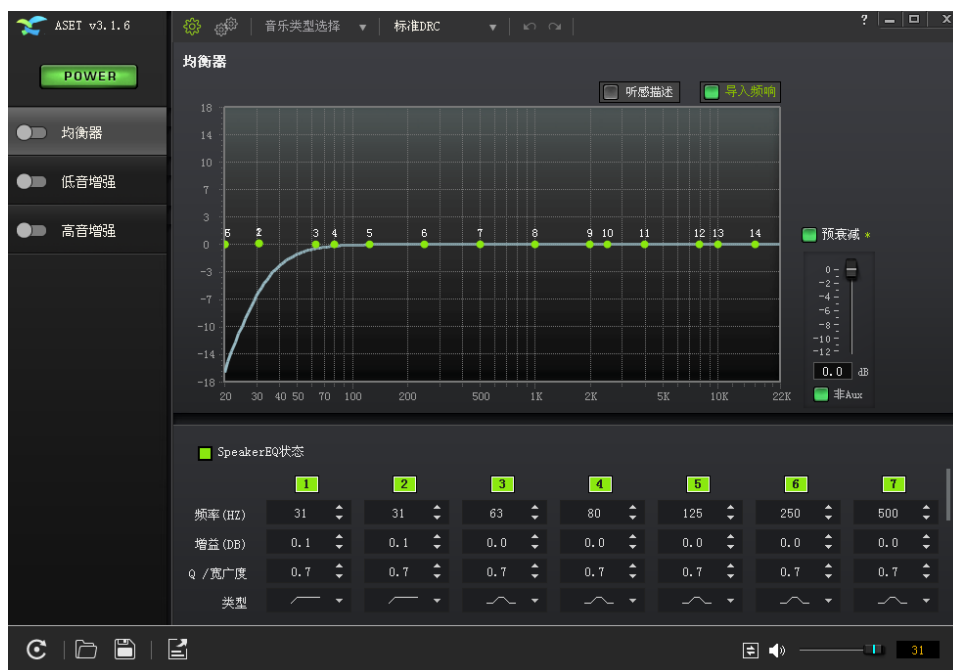 ASET v3.1.6 音乐类型选择 标准DRC ? x
POWER
均衡器
低音增强
高音增强
均衡器
听感描述 导入频响
18
14
10
7
3
0
-3
-7
-10
-14
-18
1 2 3 4 5 6 7 8 9 10 11 12 13 14
20 30 40 50 70 100 200 500 1K 2K 5K 10K 22K
预衰减 *
0
-2
-4
-6
-8
-10
-12
0.0 dB
非Aux
SpeakerEQ状态
1 2 3 4 5 6 7
频率(HZ) 31 31 63 80 125 250 500
增益(DB) 0.1 0.1 0.0 0.0 0.0 0.0 0.0
Q /宽广度 0.7 0.7 0.7 0.7 0.7 0.7 0.7
类型
31